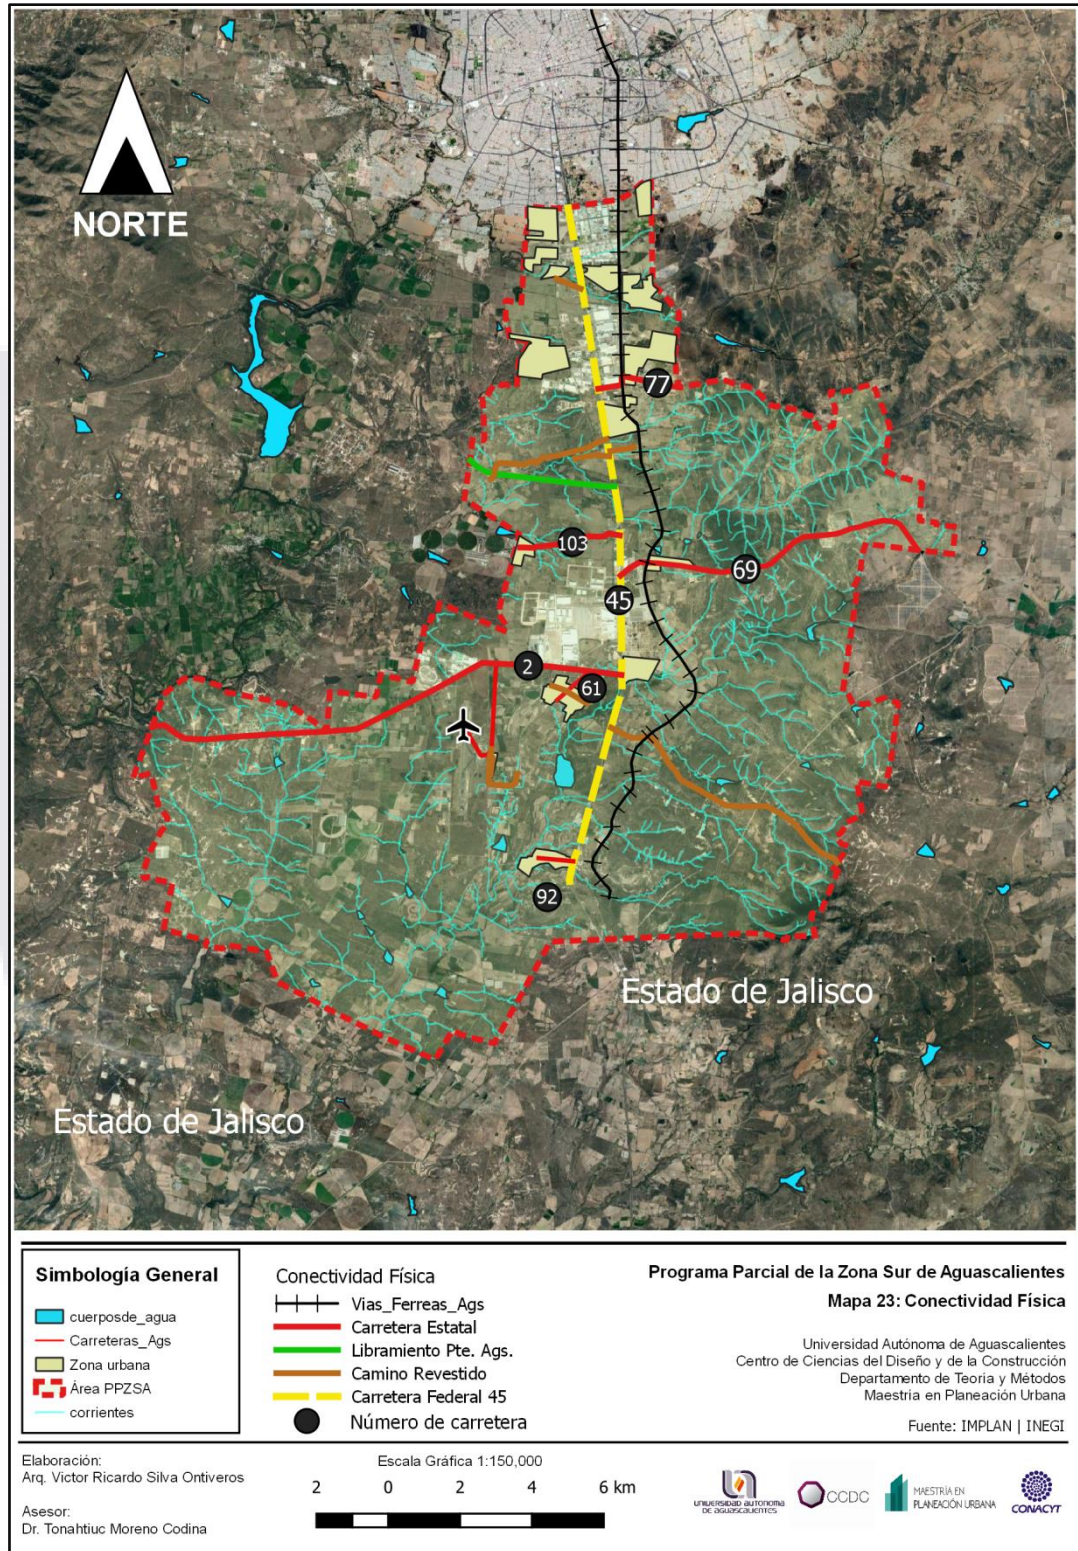 NORTE
77
103
69
45
2
61
92
Estado de Jalisco
Estado de Jalisco
Simbología General
cuerposde_agua
Carreteras_Ags
Zona urbana
Área PPZSA
corrientes
Conectividad Física
Vias_Ferreas_Ags
Carretera Estatal
Libramiento Pte. Ags.
Camino Revestido
Carretera Federal 45
Número de carretera
Programa Parcial de la Zona Sur de Aguascalientes
Mapa 23: Conectividad Física
Universidad Autónoma de Aguascalientes
Centro de Ciencias del Diseño y de la Construcción
Departamento de Teoria y Métodos
Maestría en Planeación Urbana
Fuente: IMPLAN | INEGI
Elaboración:
Arq. Victor Ricardo Silva Ontiveros
Asesor:
Dr. Tonahtiuc Moreno Codina
Escala Gráfica 1:150,000
2 0 2 4 6 km
UNIVERSIDAD AUTONOMA
DE AGUASCALIENTES
CCDC
MAESTRÍA EN
PLANEACIÓN URBANA
CONACYT